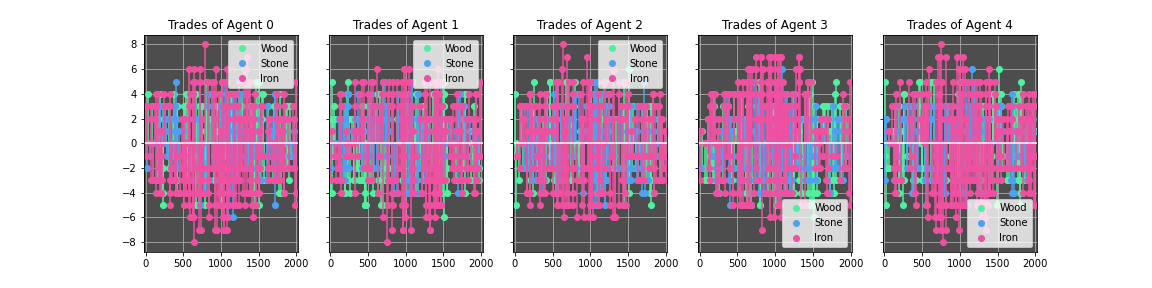 Trades of Agent 0
Trades of Agent 1
Trades of Agent 2
Trades of Agent 3
Trades of Agent 4
8
6
4
2
0
−2
−4
−6
−8
Wood
Stone
Iron
Wood
Stone
Iron
Wood
Stone
Iron
Wood
Stone
Iron
Wood
Stone
Iron
0 500 1000 1500 2000
0 500 1000 1500 2000
0 500 1000 1500 2000
0 500 1000 1500 2000
0 500 1000 1500 2000